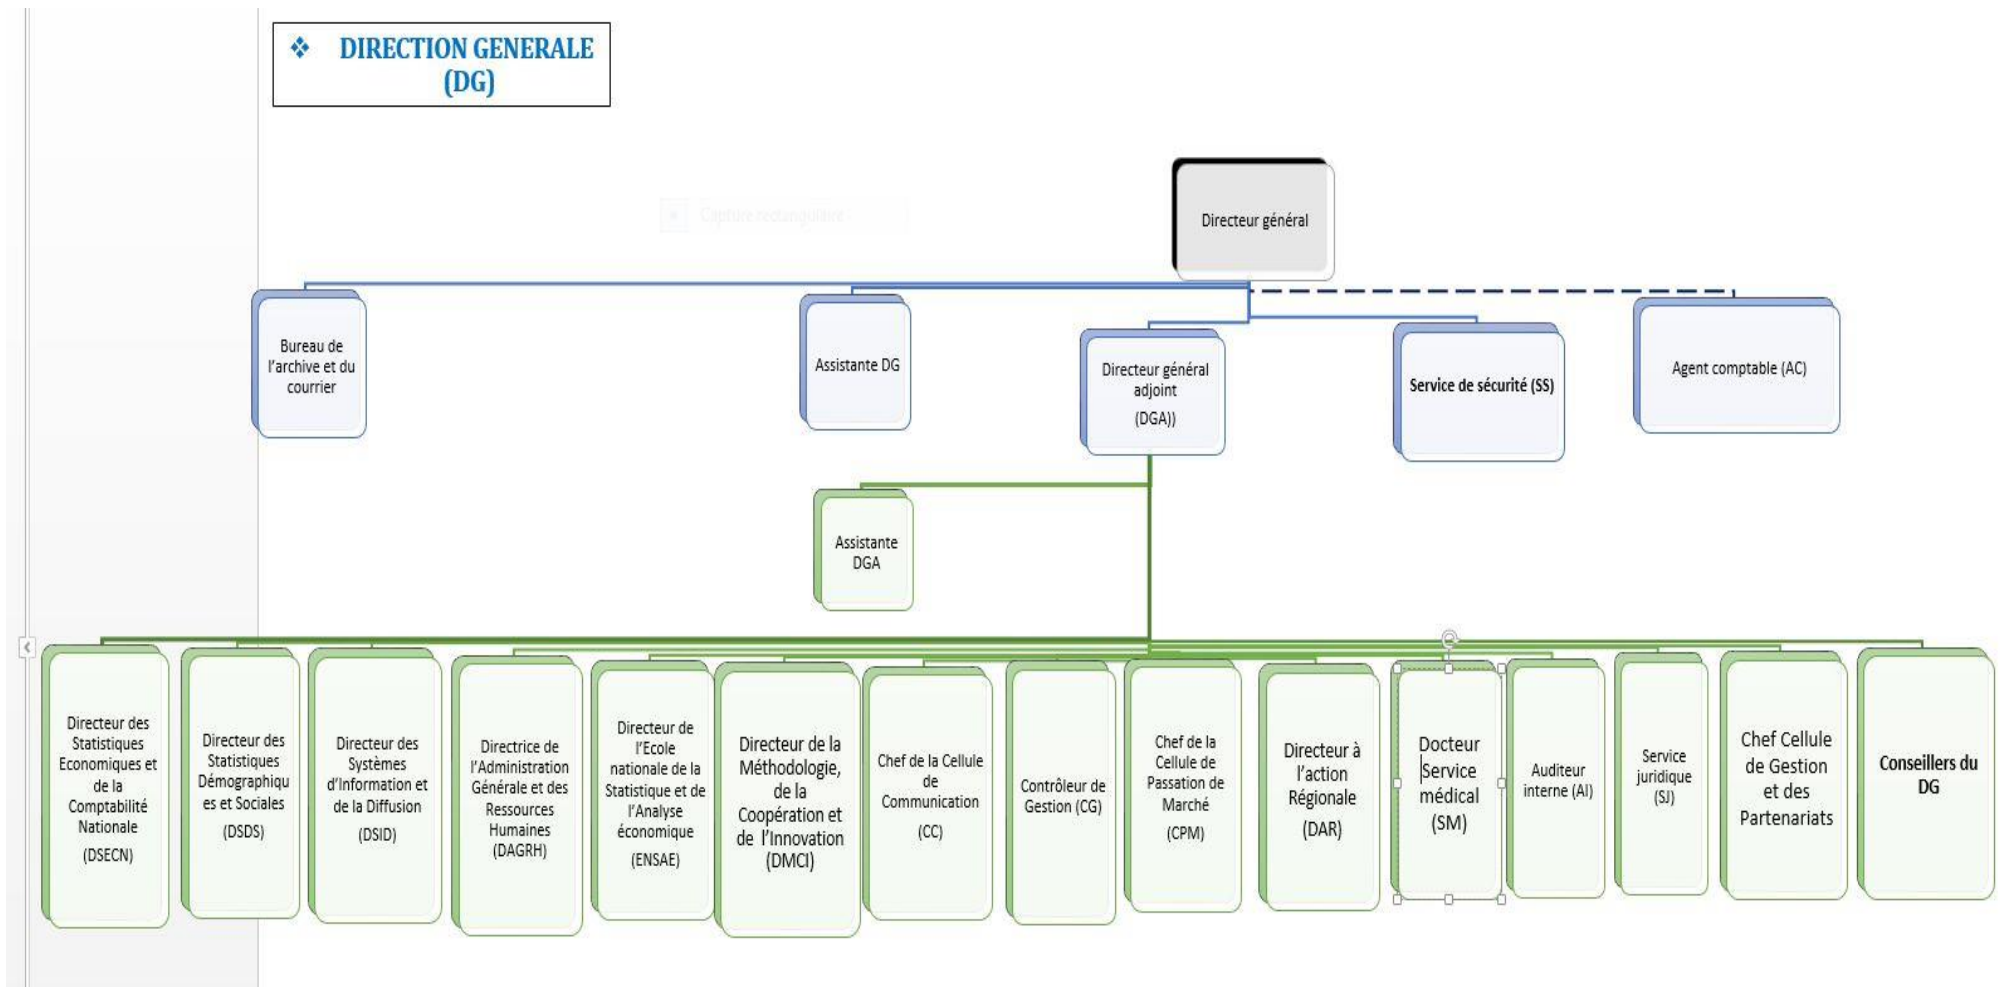 ❖ DIRECTION GENERALE
(DG)
Capture rectangulaire
Directeur général
Bureau de
l'archive et du
courrier
Assistante DG
Directeur général
adjoint
(DGA))
Service de sécurité (SS)
Agent comptable (AC)
Assistante
DGA
Directeur des
Statistiques
Economiques et
de la
Comptabilité
Nationale
(DSECN)
Directeur des
Statistiques
Démographiqu
es et Sociales
(DSDS)
Directeur des
Systèmes
d'Information et
de la Diffusion
(DSID)
Directrice de
l'Administration
Générale et des
Ressources
Humaines
(DAGRH)
Directeur de
l'Ecole
nationale de la
Statistique et de
l'Analyse
économique
(ENSAE)
Directeur de la
Méthodologie,
de la
Coopération et
de l'Innovation
(DMCI)
Chef de la Cellule
de
Communication
(CC)
Contrôleur de
Gestion (CG)
Chef de la
Cellule de
Passation de
Marché
(CPM)
Directeur à
l'action
Régionale
(DAR)
Docteur
Service
médical
(SM)
Auditeur
interne (AI)
Service
juridique
(SJ)
Chef Cellule
de Gestion
et des
Partenariats
Conseillers du
DG